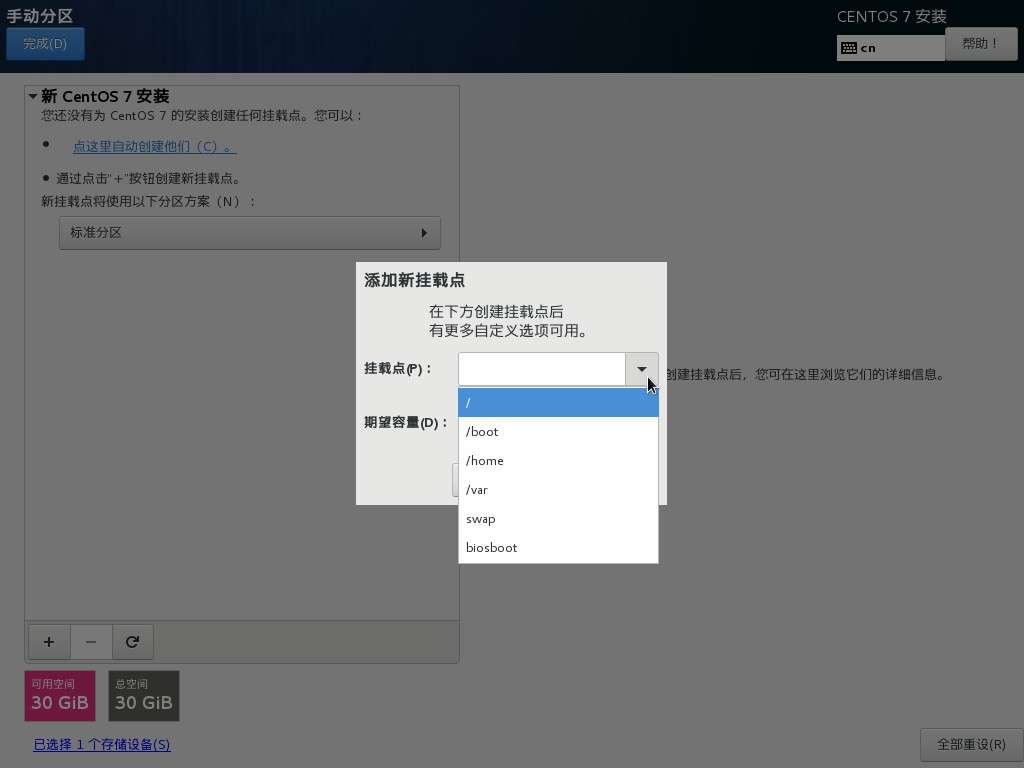 手动分区
CENTOS 7 安装
完成(D)
cn
帮助！
新 CentOS 7 安装
您还没有为 CentOS 7 的安装创建任何挂载点。您可以：
点这里自动创建他们（C）。
通过点击"+"按钮创建新挂载点。
新挂载点将使用以下分区方案（N）：
标准分区
添加新挂载点
在下方创建挂载点后
有更多自定义选项可用。
挂载点(P)：
创建挂载点后，您可在这里浏览它们的详细信息。
/
期望容量(D)：
/boot
/home
/var
swap
biosboot
可用空间
30 GiB
总空间
30 GiB
已选择 1 个存储设备(S)
全部重设(R)